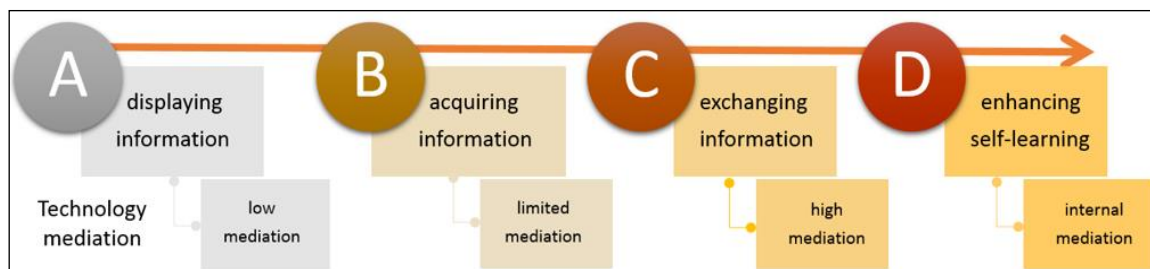 A
displaying
information
B
acquiring
information
C
exchanging
information
D
enhancing
self-learning
Technology
mediation
low
mediation
limited
mediation
high
mediation
internal
mediation